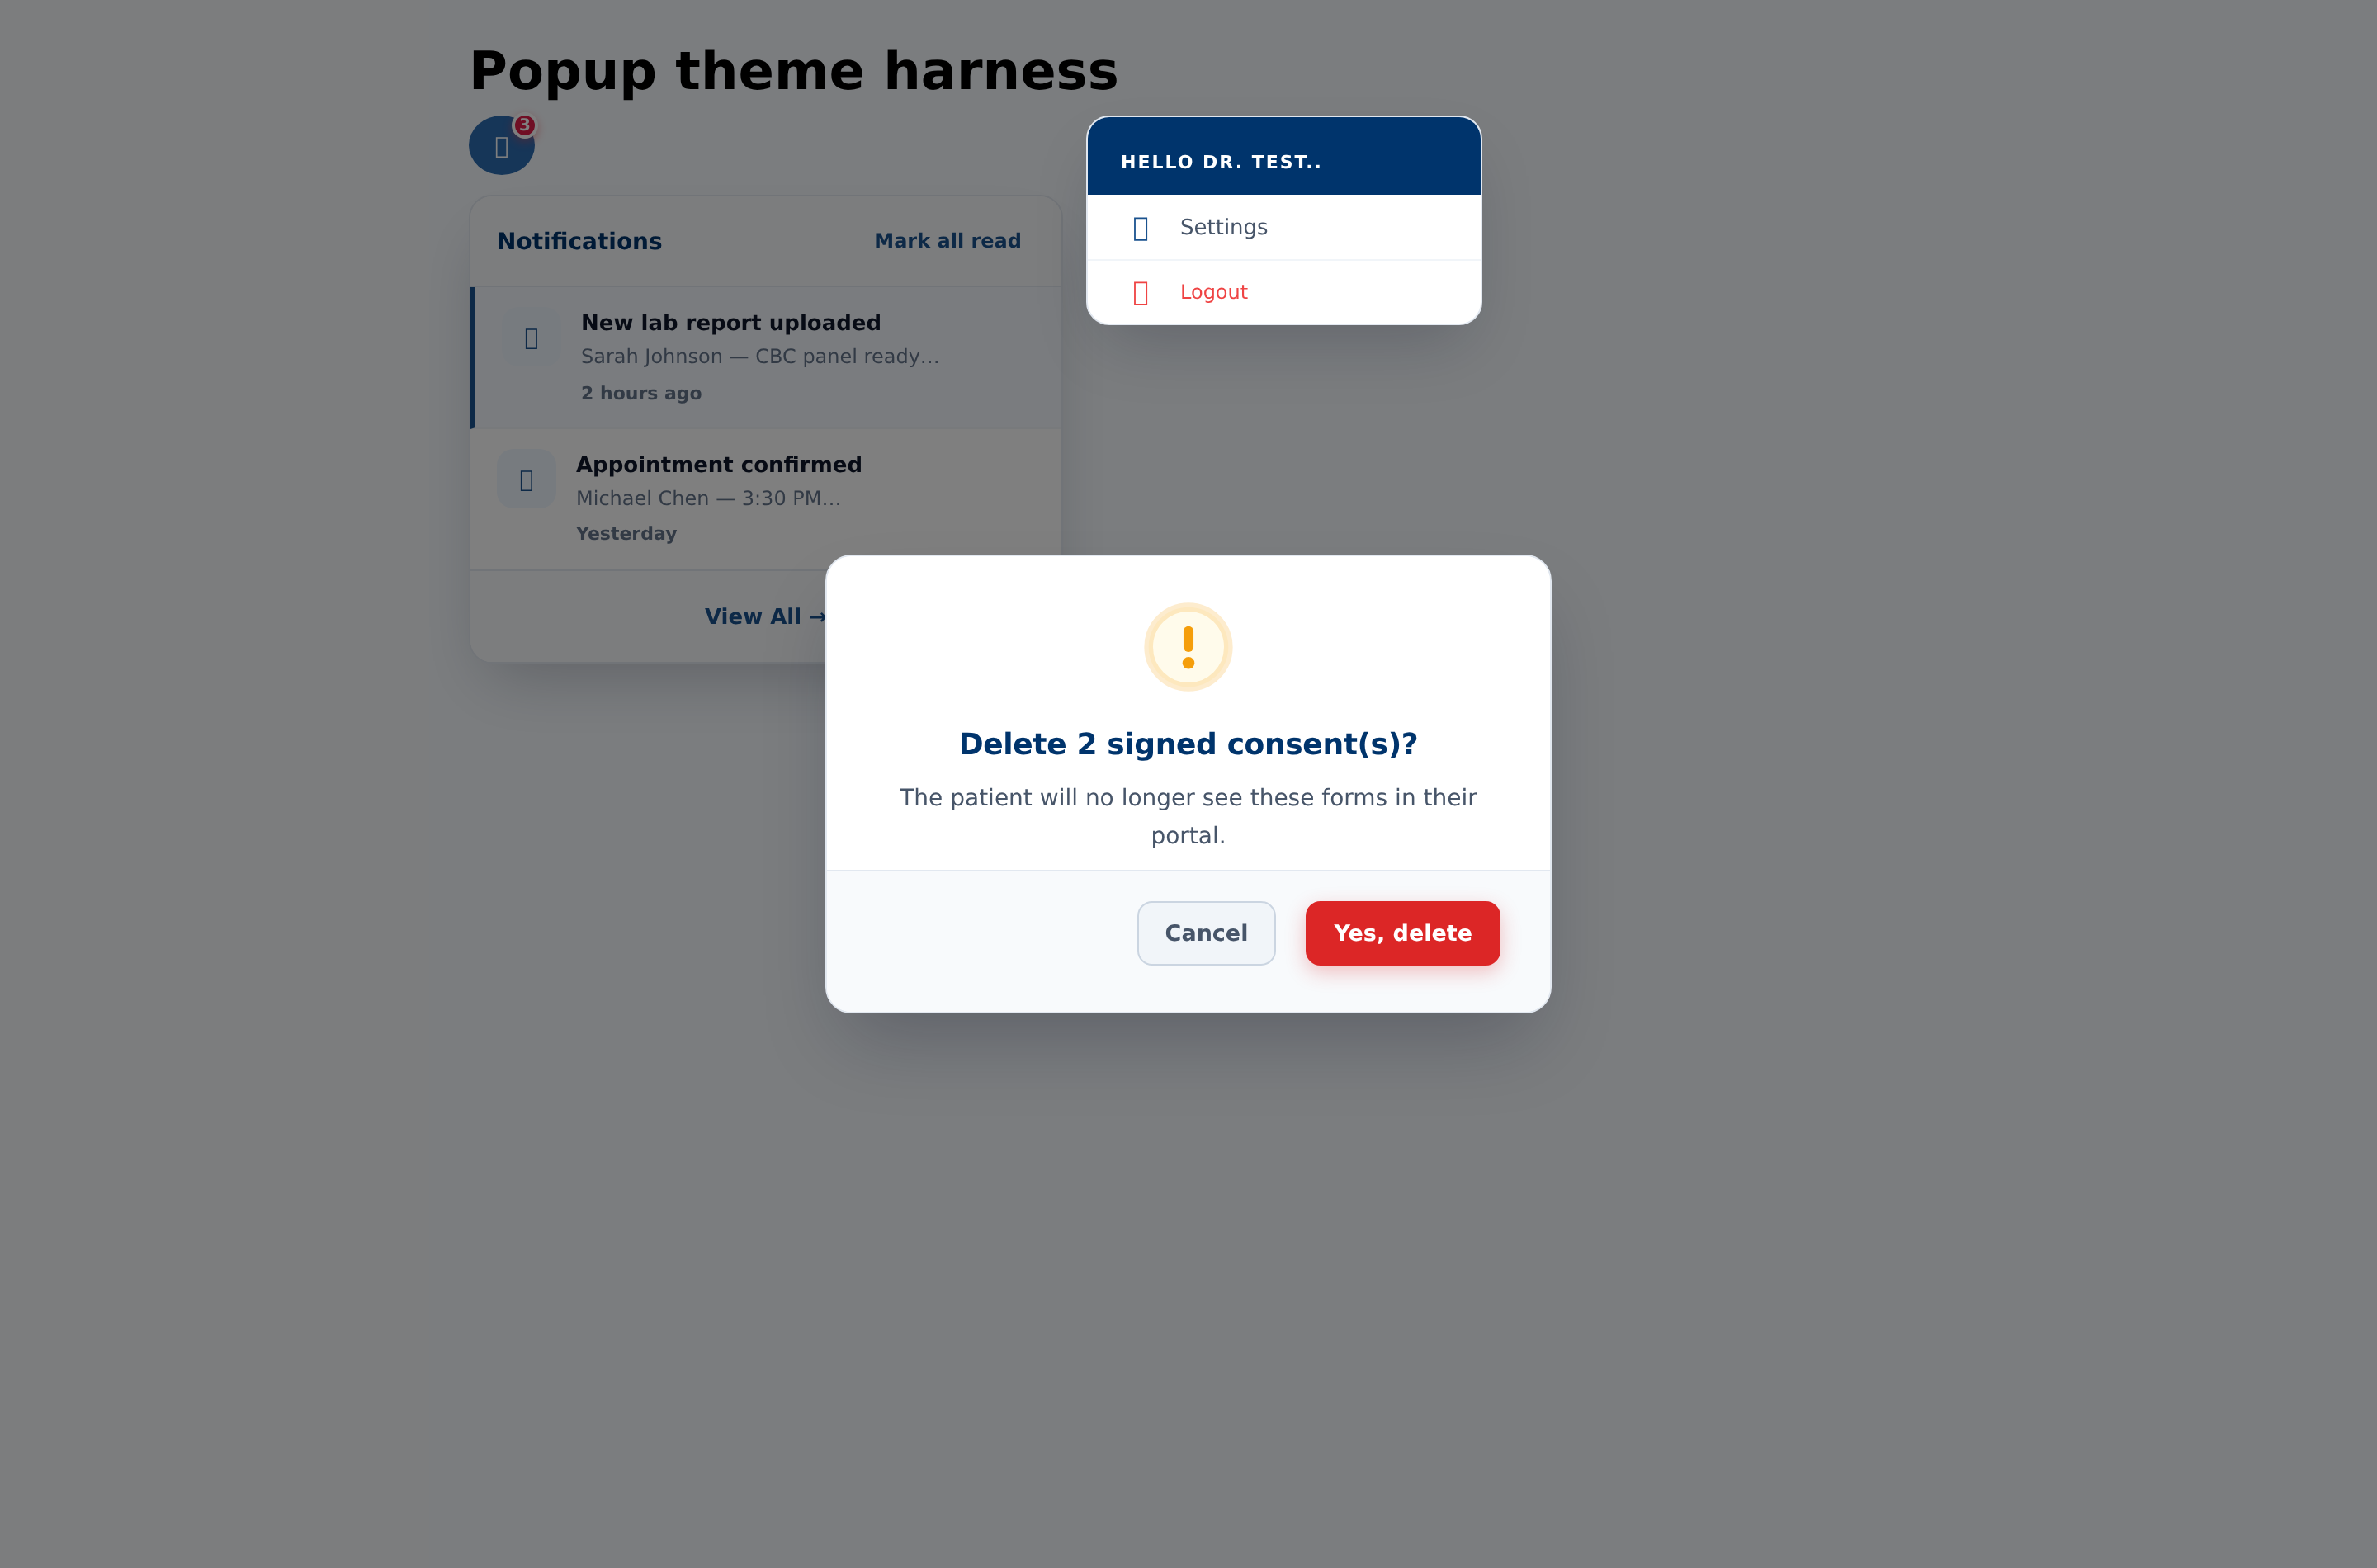 Popup theme harness
3
HELLO DR. TEST..
Settings
Logout
Notifications
Mark all read
New lab report uploaded
Sarah Johnson — CBC panel ready...
2 hours ago
Appointment confirmed
Michael Chen — 3:30 PM...
Yesterday
View All →
Delete 2 signed consent(s)?
The patient will no longer see these forms in their
portal.
Cancel
Yes, delete